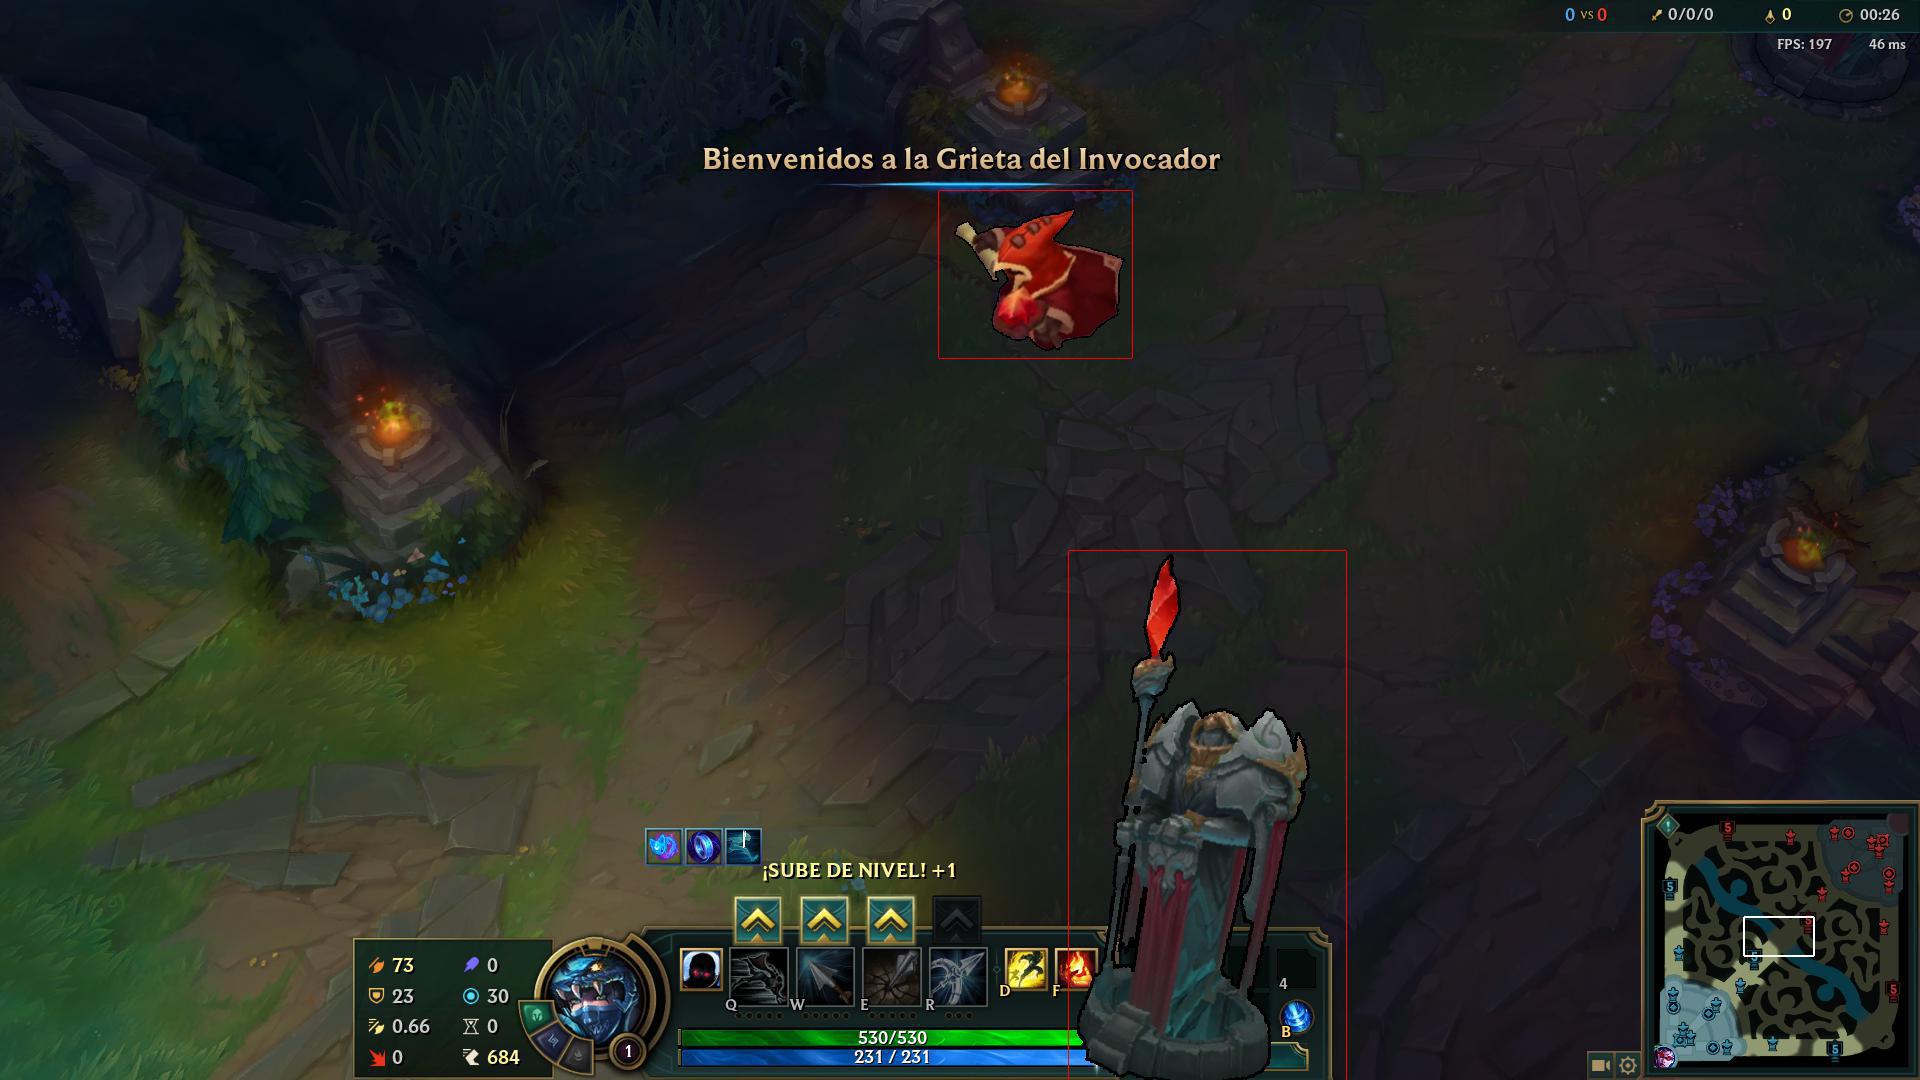 0 VS 0 0/0/0 0 00:26
FPS: 197 46 ms
Bienvenidos a la Grieta del Invocador
¡SUBE DE NIVEL! +1
73 0
23 30
0.66 0
0 684
1
Q W E R D F
4
B
530/530
231 / 231
5
5
5
5